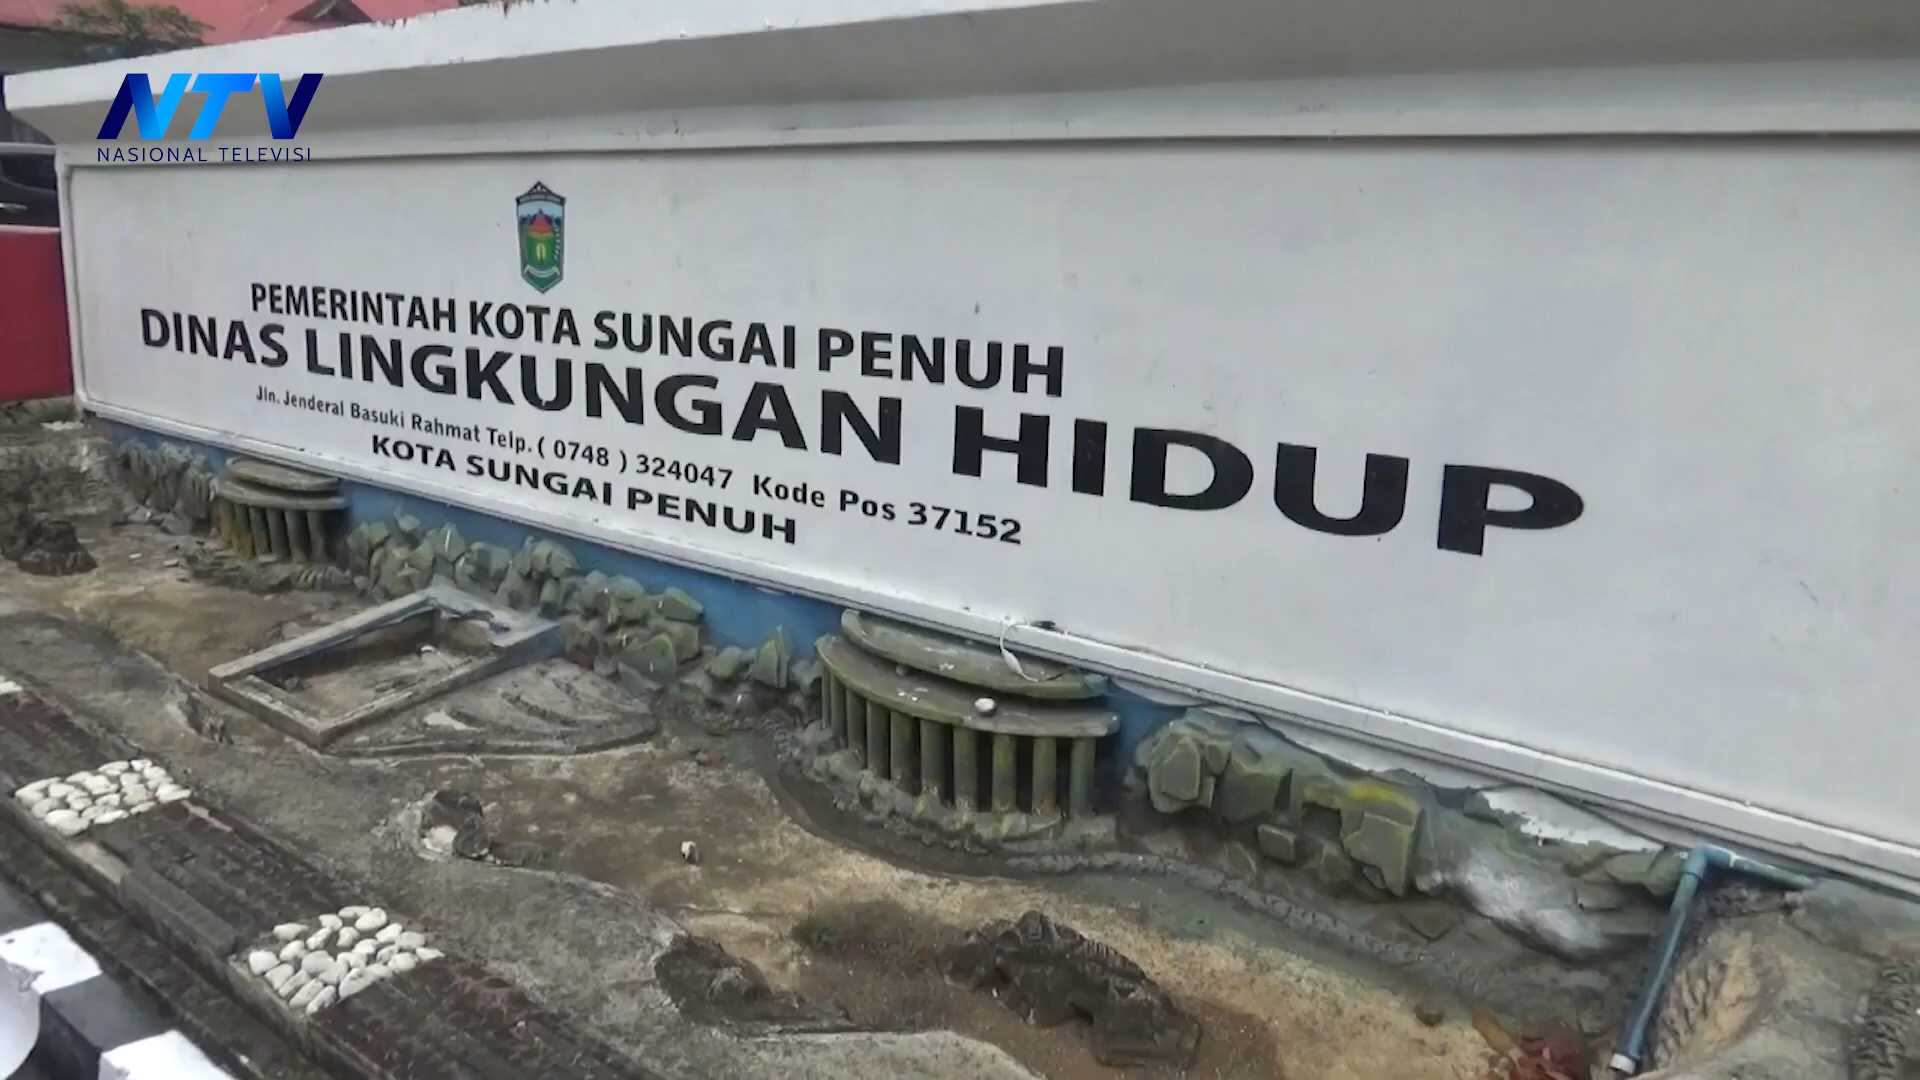 NTV
NASIONAL TELEVISI
PEMERINTAH KOTA SUNGAI PENUH
DINAS LINGKUNGAN HIDUP
Jln. Jenderal Basuki Rahmat Telp. ( 0748 ) 324047 Kode Pos 37152
KOTA SUNGAI PENUH